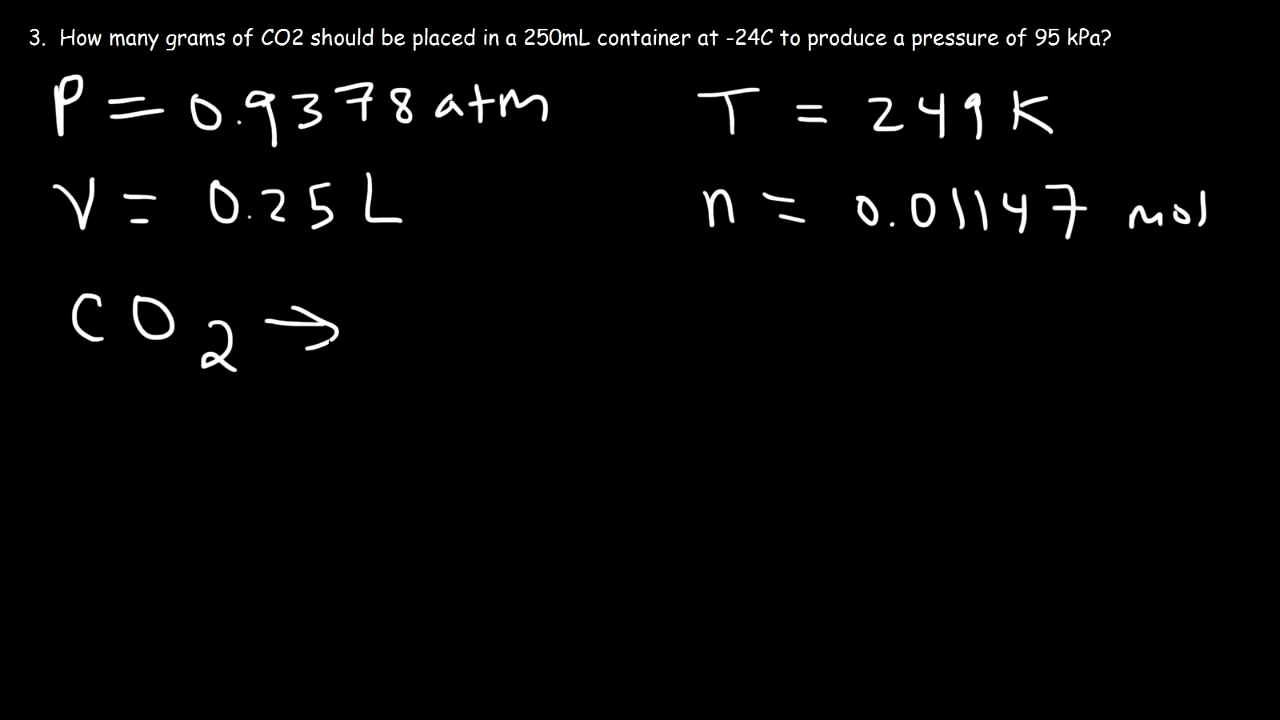 3. How many grams of CO2 should be placed in a 250mL container at -24C to produce a pressure of 95 kPa?
P = 0.9378 atm
T = 249 K
V = 0.25 L
n = 0.01147 mol
CO₂ →